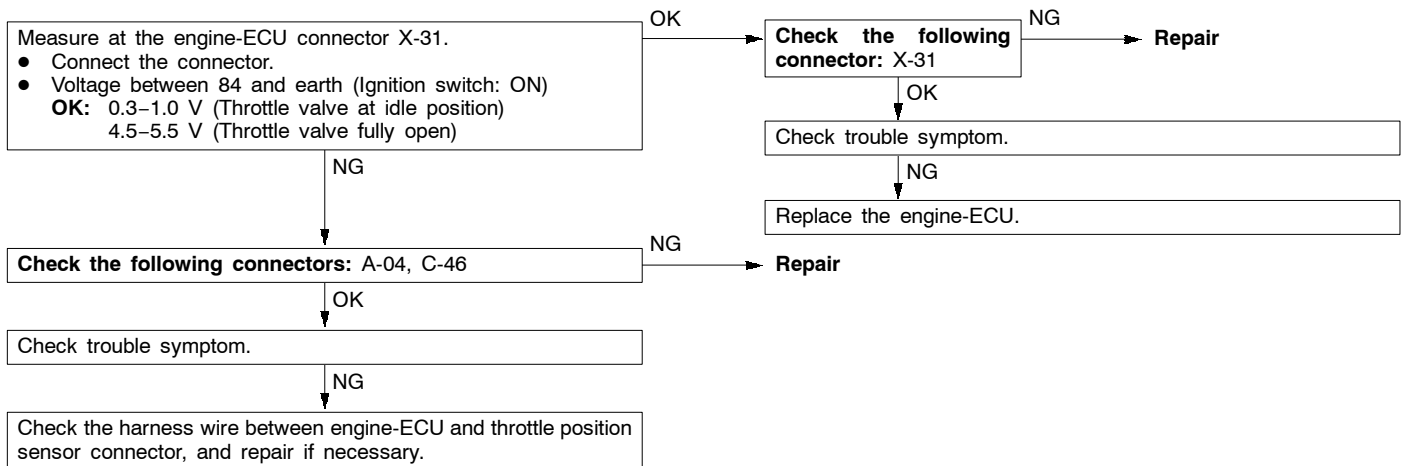 Measure at the engine-ECU connector X-31.
● Connect the connector.
● Voltage between 84 and earth (Ignition switch: ON)
OK: 0.3–1.0 V (Throttle valve at idle position)
4.5–5.5 V (Throttle valve fully open)
OK
Check the following
connector: X-31
NG
Repair
OK
Check trouble symptom.
NG
Replace the engine-ECU.
NG
Check the following connectors: A-04, C-46
NG
Repair
OK
Check trouble symptom.
NG
Check the harness wire between engine-ECU and throttle position
sensor connector, and repair if necessary.